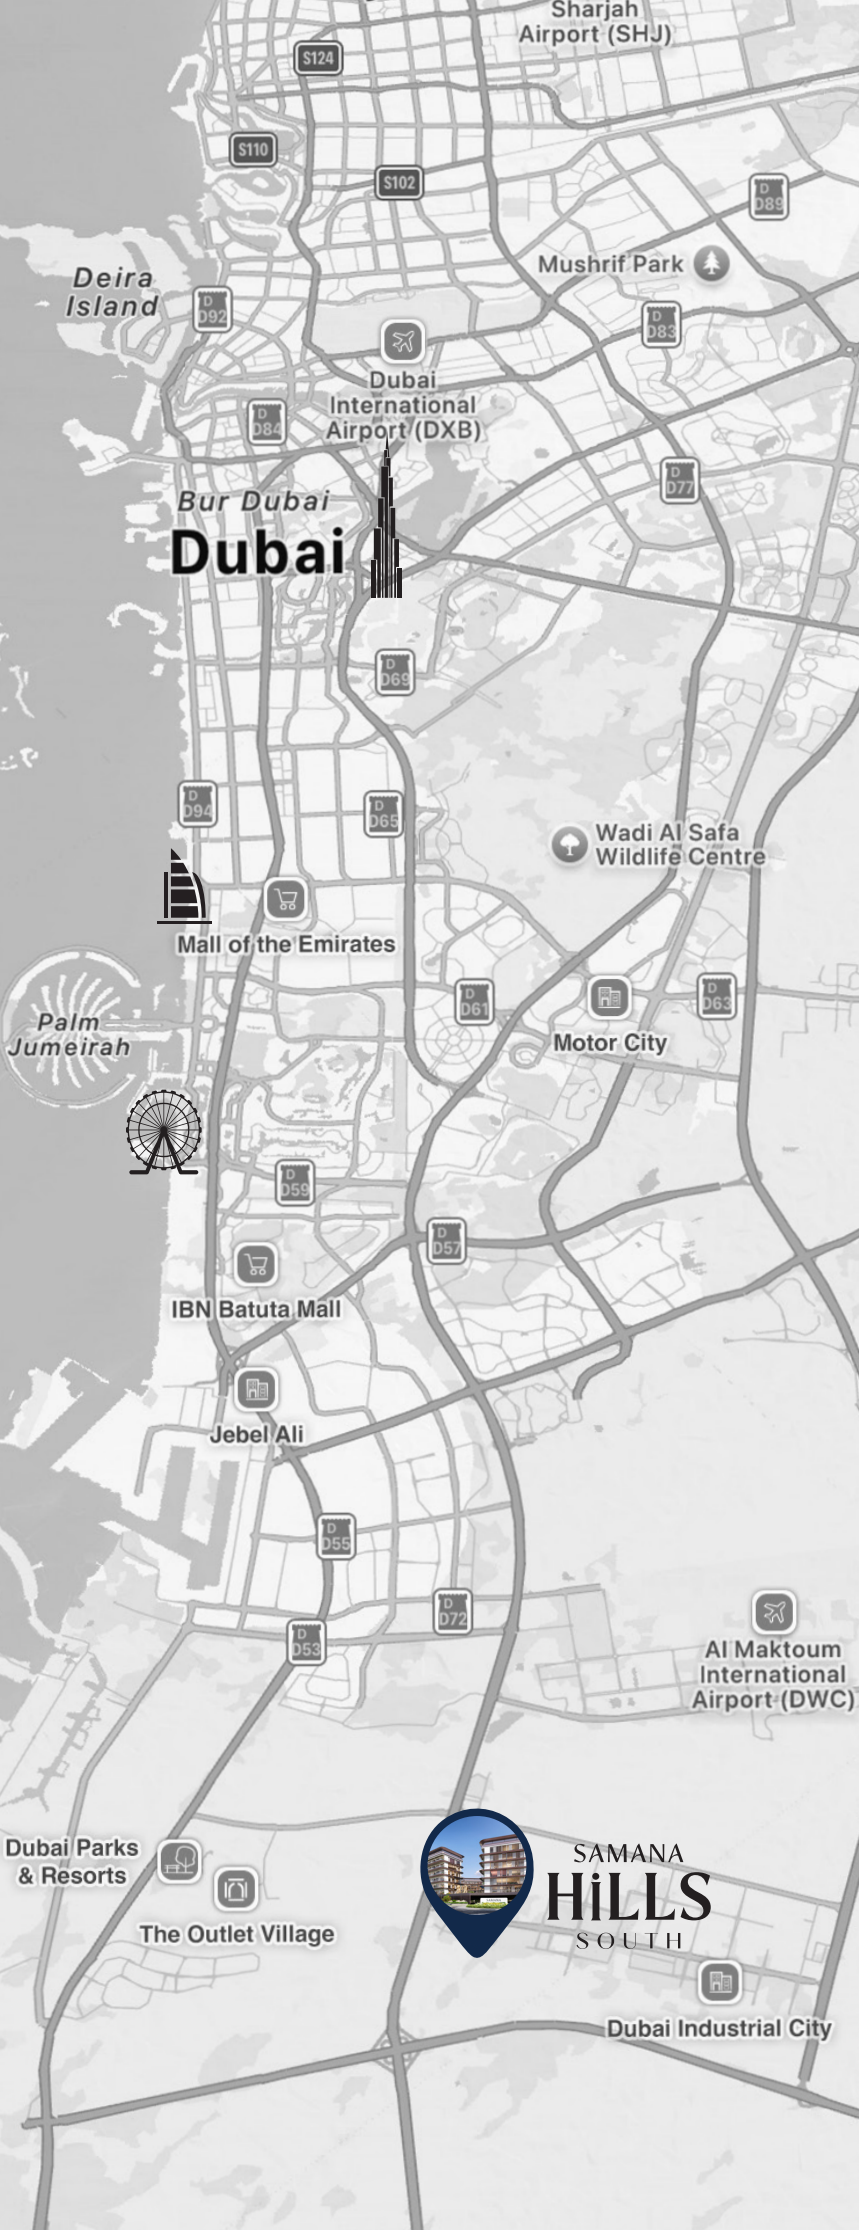 Sharjah
Airport (SHJ)
S124
S110
S102
D
D89
Mushrif Park
Deira
Island
D
D92
D
D83
Dubai
International
Airport (DXB)
D
D84
D
D77
Bur Dubai
Dubai
D
D69
D
D94
D
D65
Wadi Al Safa
Wildlife Centre
Mall of the Emirates
D
D61
D
D63
Palm
Jumeirah
Motor City
D
D59
D
D57
IBN Batuta Mall
Jebel Ali
D
D55
D
D72
D
D53
Al Maktoum
International
Airport (DWC)
Dubai Parks
& Resorts
The Outlet Village
SAMANA
HiLLS
SOUTH
Dubai Industrial City